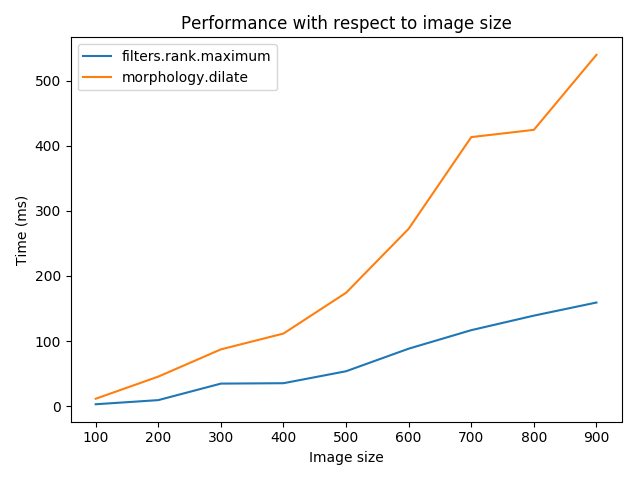 Performance with respect to image size
filters.rank.maximum
morphology.dilate
Time (ms)
500
400
300
200
100
0
100 200 300 400 500 600 700 800 900
Image size